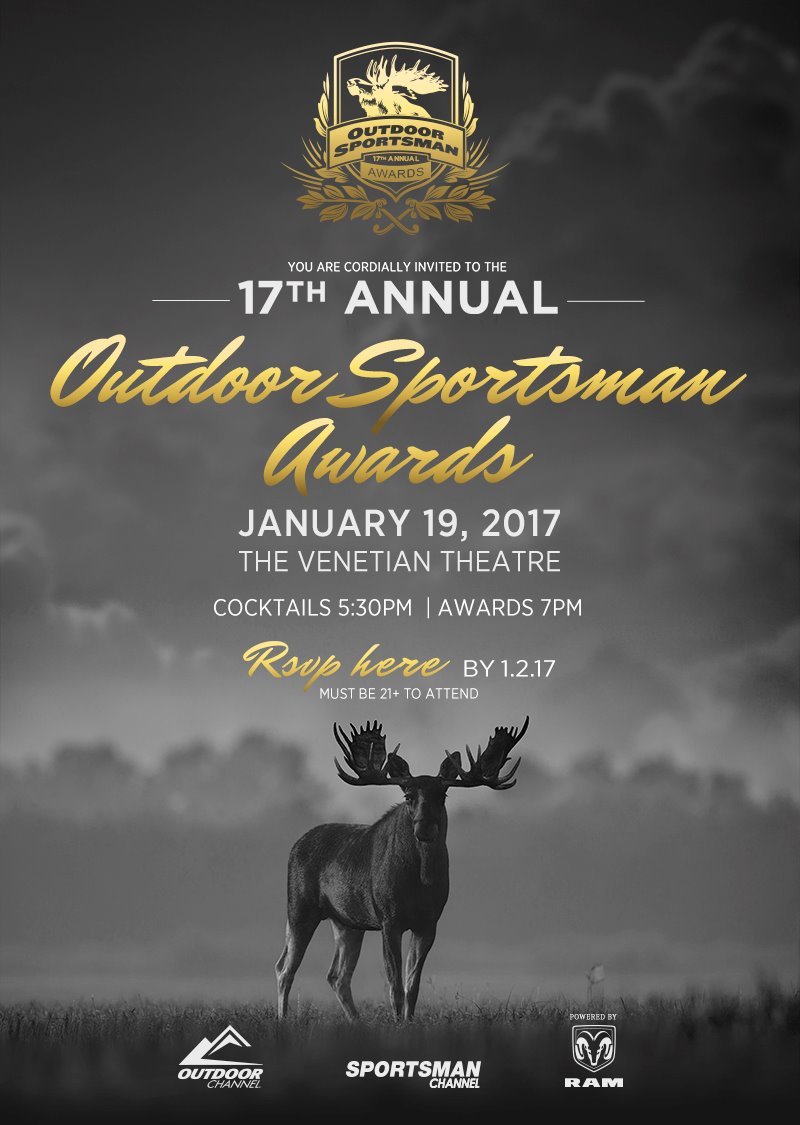 OUTDOOR
SPORTSMAN
17TH ANNUAL
AWARDS
YOU ARE CORDIALLY INVITED TO THE
17TH ANNUAL
Outdoor Sportsman
Awards
JANUARY 19, 2017
THE VENETIAN THEATRE
COCKTAILS 5:30PM | AWARDS 7PM
Rsvp here BY 1.2.17
MUST BE 21+ TO ATTEND
OUTDOOR
CHANNEL
SPORTSMAN
CHANNEL
POWERED BY
RAM